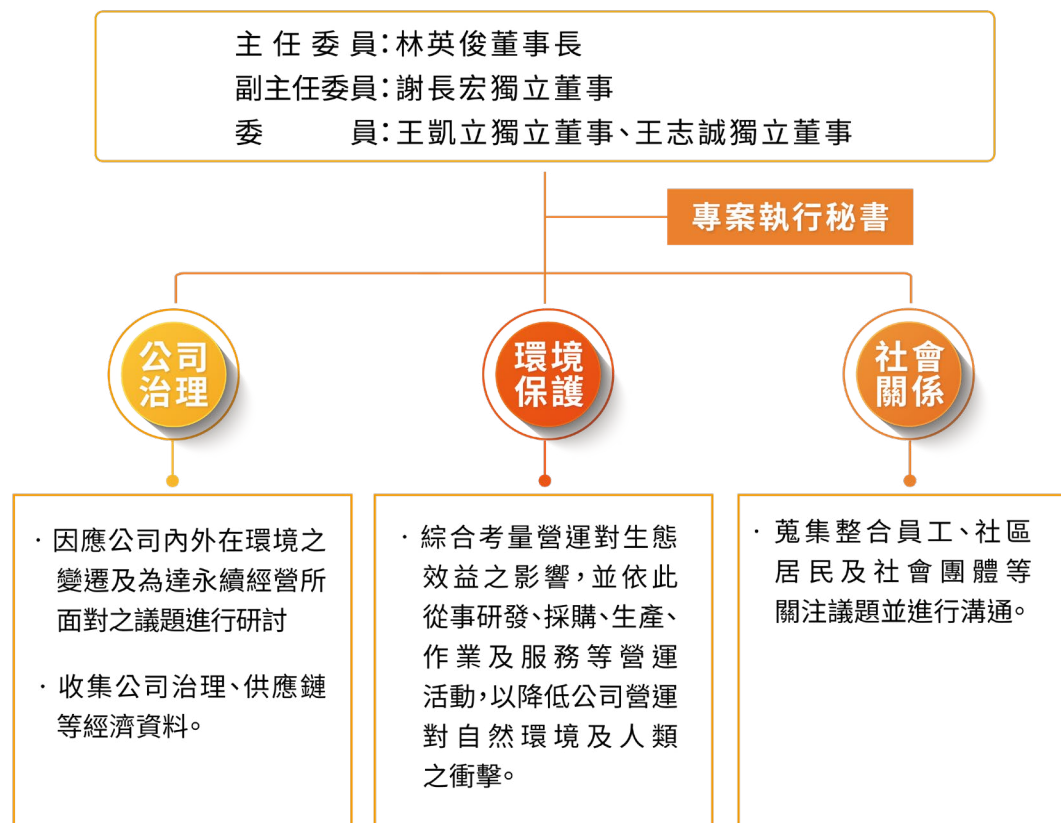 主任委員：林英俊董事長
副主任委員：謝長宏獨立董事
委員：王凱立獨立董事、王志誠獨立董事
專案執行秘書
公司
治理
環境
保護
社會
關係
· 因應公司內外在環境之
變遷及為達永續經營所
面對之議題進行研討
· 收集公司治理、供應鏈
等經濟資料。
· 綜合考量營運對生態
效益之影響，並依此
從事研發、採購、生產、
作業及服務等營運
活動，以降低公司營運
對自然環境及人類
之衝擊。
· 蒐集整合員工、社區
居民及社會團體等
關注議題並進行溝通。